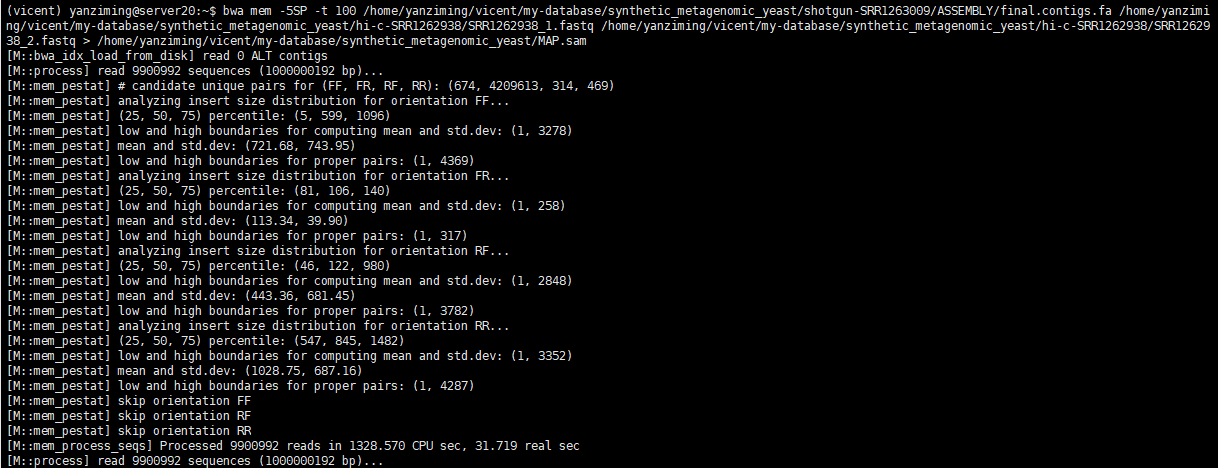 (vicent) yanziming@server20:~$ bwa mem -5SP -t 100 /home/yanziming/vicent/my-database/synthetic_metagenomic_yeast/shotgun-SRR1263009/ASSEMBLY/final.contigs.fa /home/yanzimi
ng/vicent/my-database/synthetic_metagenomic_yeast/hi-c-SRR1262938/SRR1262938_1.fastq /home/yanziming/vicent/my-database/synthetic_metagenomic_yeast/hi-c-SRR1262938/SRR12629
38_2.fastq > /home/yanziming/vicent/my-database/synthetic_metagenomic_yeast/MAP.sam
[M::bwa_idx_load_from_disk] read 0 ALT contigs
[M::process] read 9900992 sequences (1000000192 bp)...
[M::mem_pestat] # candidate unique pairs for (FF, FR, RF, RR): (674, 4209613, 314, 469)
[M::mem_pestat] analyzing insert size distribution for orientation FF...
[M::mem_pestat] (25, 50, 75) percentile: (5, 599, 1096)
[M::mem_pestat] low and high boundaries for computing mean and std.dev: (1, 3278)
[M::mem_pestat] mean and std.dev: (721.68, 743.95)
[M::mem_pestat] low and high boundaries for proper pairs: (1, 4369)
[M::mem_pestat] analyzing insert size distribution for orientation FR...
[M::mem_pestat] (25, 50, 75) percentile: (81, 106, 140)
[M::mem_pestat] low and high boundaries for computing mean and std.dev: (1, 258)
[M::mem_pestat] mean and std.dev: (113.34, 39.90)
[M::mem_pestat] low and high boundaries for proper pairs: (1, 317)
[M::mem_pestat] analyzing insert size distribution for orientation RF...
[M::mem_pestat] (25, 50, 75) percentile: (46, 122, 980)
[M::mem_pestat] low and high boundaries for computing mean and std.dev: (1, 2848)
[M::mem_pestat] mean and std.dev: (443.36, 681.45)
[M::mem_pestat] low and high boundaries for proper pairs: (1, 3782)
[M::mem_pestat] analyzing insert size distribution for orientation RR...
[M::mem_pestat] (25, 50, 75) percentile: (547, 845, 1482)
[M::mem_pestat] low and high boundaries for computing mean and std.dev: (1, 3352)
[M::mem_pestat] mean and std.dev: (1028.75, 687.16)
[M::mem_pestat] low and high boundaries for proper pairs: (1, 4287)
[M::mem_pestat] skip orientation FF
[M::mem_pestat] skip orientation RF
[M::mem_pestat] skip orientation RR
[M::mem_process_seqs] Processed 9900992 reads in 1328.570 CPU sec, 31.719 real sec
[M::process] read 9900992 sequences (1000000192 bp)...